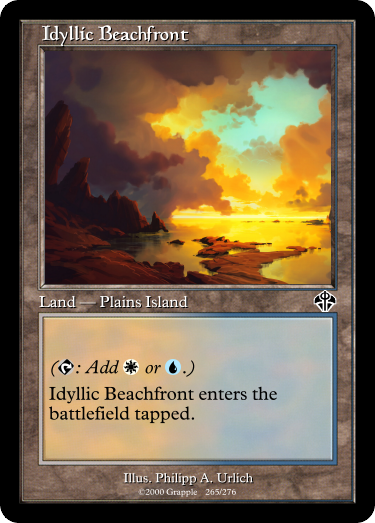 Idyllic Beachfront
Land — Plains Island
(: Add or .)
Idyllic Beachfront enters the
battlefield tapped.
Illus. Philipp A. Urlich
©2000 Grapple 265/276